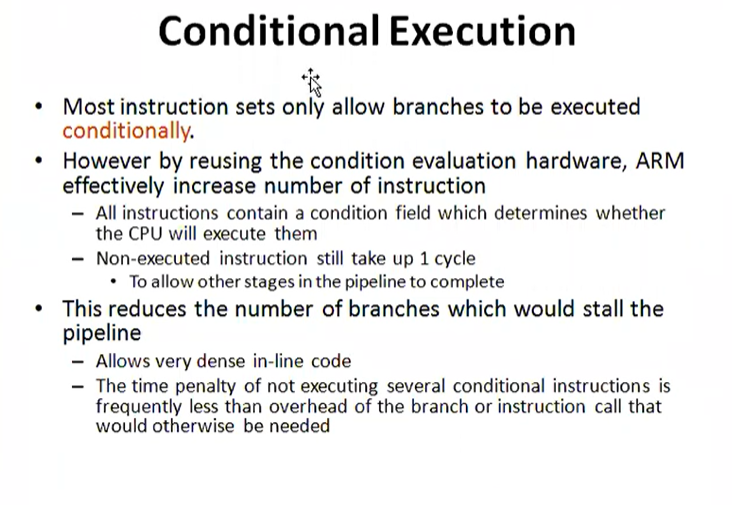 Conditional Execution
• Most instruction sets only allow branches to be executed
conditionally.
• However by reusing the condition evaluation hardware, ARM
effectively increase number of instruction
– All instructions contain a condition field which determines whether
the CPU will execute them
– Non-executed instruction still take up 1 cycle
• To allow other stages in the pipeline to complete
• This reduces the number of branches which would stall the
pipeline
– Allows very dense in-line code
– The time penalty of not executing several conditional instructions is
frequently less than overhead of the branch or instruction call that
would otherwise be needed